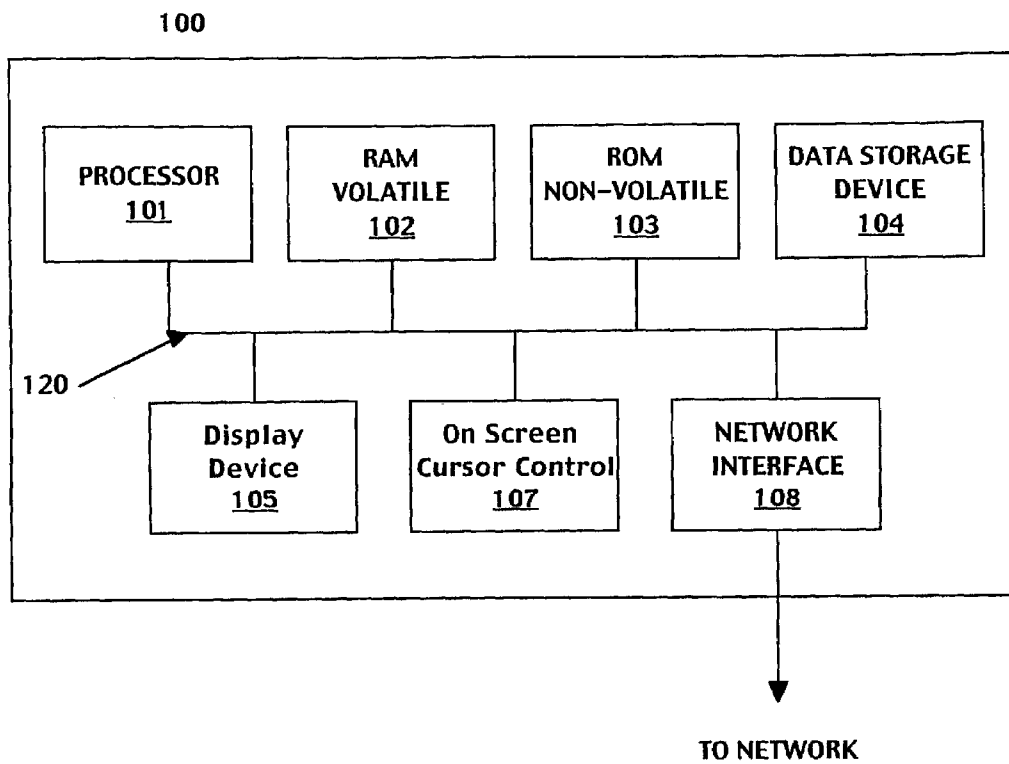 100
PROCESSOR
101
RAM
VOLATILE
102
ROM
NON-VOLATILE
103
DATA STORAGE
DEVICE
104
120
Display
Device
105
On Screen
Cursor Control
107
NETWORK
INTERFACE
108
TO NETWORK